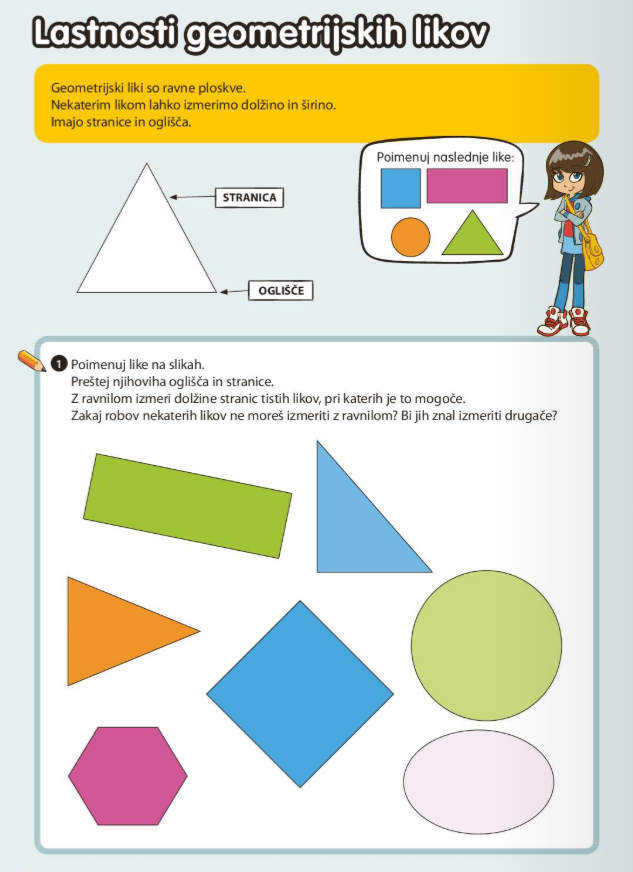 Lastnosti geometrijskih likov
Geometrijski liki so ravne ploskve.
Nekaterim likom lahko izmerimo dolžino in širino.
Imajo stranice in oglišča.
Poimenuj naslednje like:
STRANICA
OGLIŠČE
1 Poimenuj like na slikah.
Preštej njihoviha oglišča in stranice.
Z ravnilom izmeri dolžine stranic tistih likov, pri katerih je to mogoče.
Zakaj robov nekaterih likov ne moreš izmeriti z ravnilom? Bi jih znal izmeriti drugače?